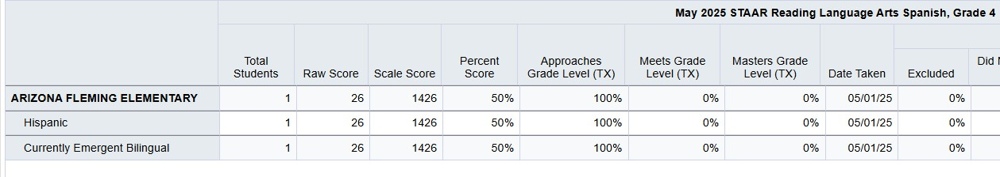 May 2025 STAAR Reading Language Arts Spanish, Grade 4
Total Students Raw Score Scale Score Percent Score Approaches Grade Level (TX) Meets Grade Level (TX) Masters Grade Level (TX) Date Taken Excluded Did
ARIZONA FLEMING ELEMENTARY 1 26 1426 50% 100% 0% 0% 05/01/25 0%
Hispanic 1 26 1426 50% 100% 0% 0% 05/01/25 0%
Currently Emergent Bilingual 1 26 1426 50% 100% 0% 0% 05/01/25 0%